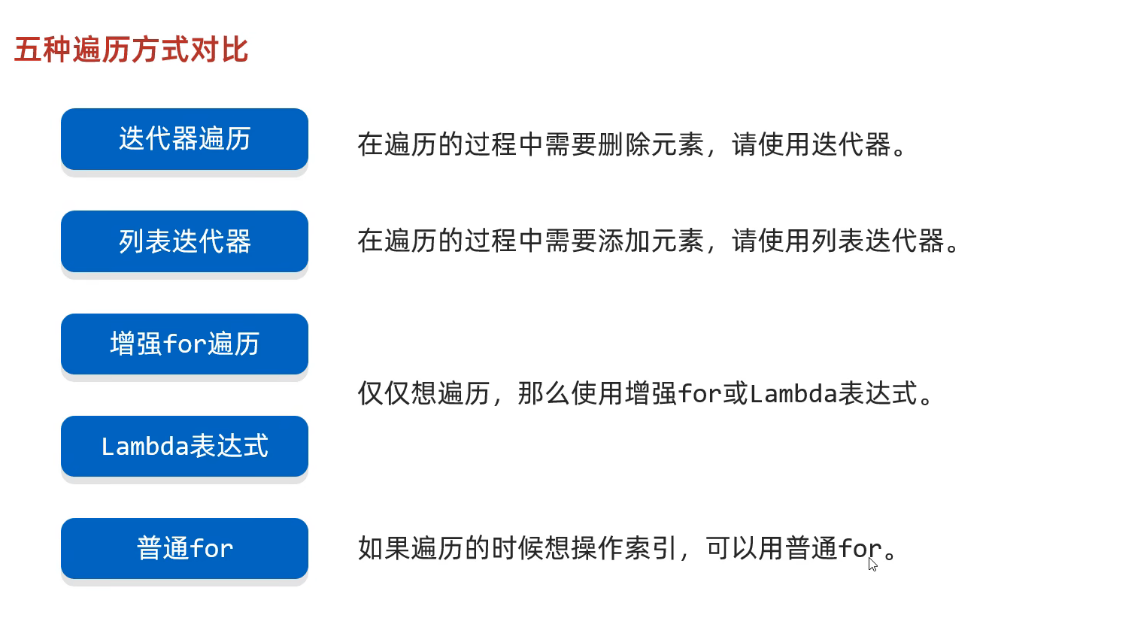 五种遍历方式对比
迭代器遍历
在遍历的过程中需要删除元素，请使用迭代器。
列表迭代器
在遍历的过程中需要添加元素，请使用列表迭代器。
增强for遍历
仅仅想遍历，那么使用增强for或Lambda表达式。
Lambda表达式
普通for
如果遍历的时候想操作索引，可以用普通for。